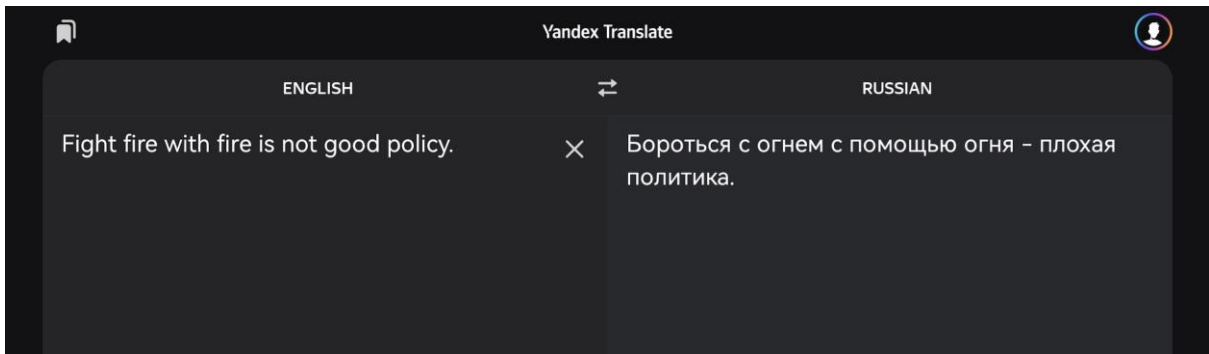 Yandex Translate
ENGLISH
RUSSIAN
Fight fire with fire is not good policy.
Бороться с огнем с помощью огня - плохая
политика.